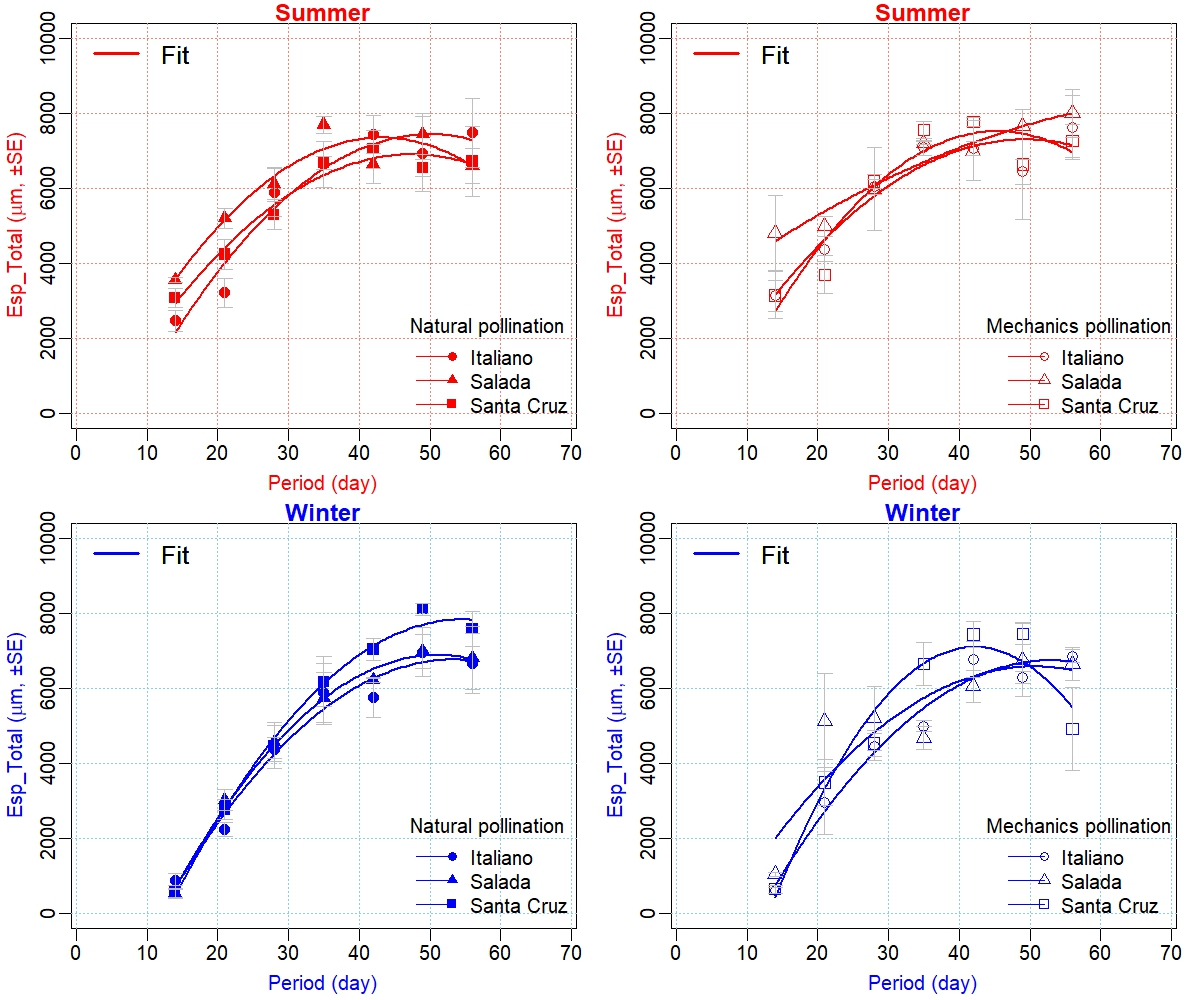 Summer
Esp_Total (μm, ±SE)
10000
8000
6000
4000
2000
0
Fit
Natural pollination
Italiano
Salada
Santa Cruz
0 10 20 30 40 50 60 70
Period (day)
Summer
Esp_Total (μm, ±SE)
10000
8000
6000
4000
2000
0
Fit
Mechanics pollination
Italiano
Salada
Santa Cruz
0 10 20 30 40 50 60 70
Period (day)
Winter
Esp_Total (μm, ±SE)
10000
8000
6000
4000
2000
0
Fit
Natural pollination
Italiano
Salada
Santa Cruz
0 10 20 30 40 50 60 70
Period (day)
Winter
Esp_Total (μm, ±SE)
10000
8000
6000
4000
2000
0
Fit
Mechanics pollination
Italiano
Salada
Santa Cruz
0 10 20 30 40 50 60 70
Period (day)